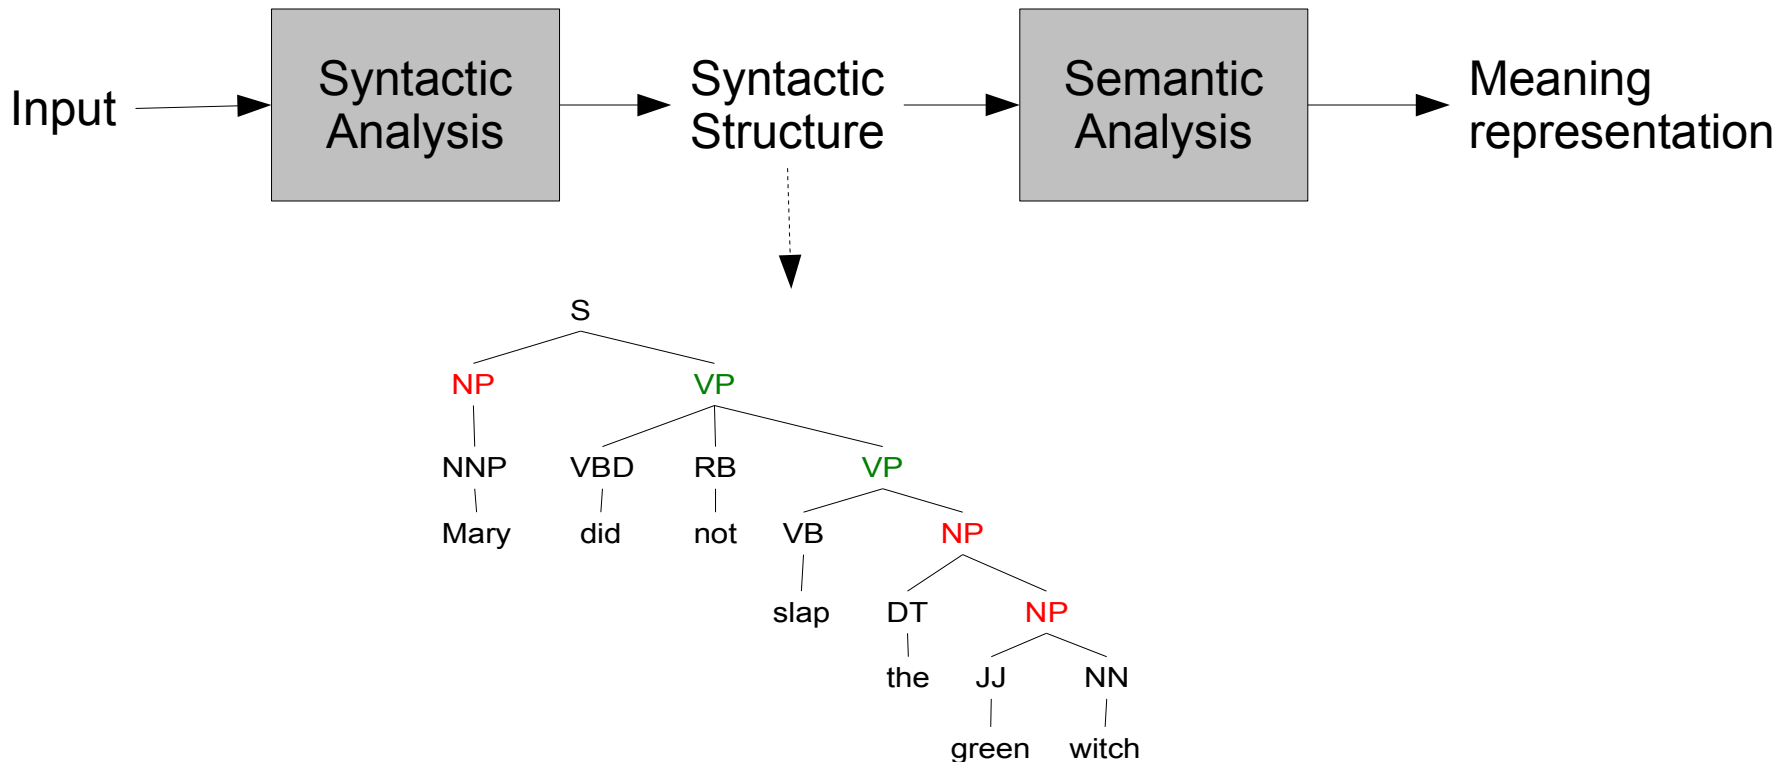 Input
Syntactic
Analysis
Syntactic
Structure
Semantic
Analysis
Meaning
representation
S
NP VP
NNP VBD RB VP
Mary did not VB NP
slap DT NP
the JJ NN
green witch